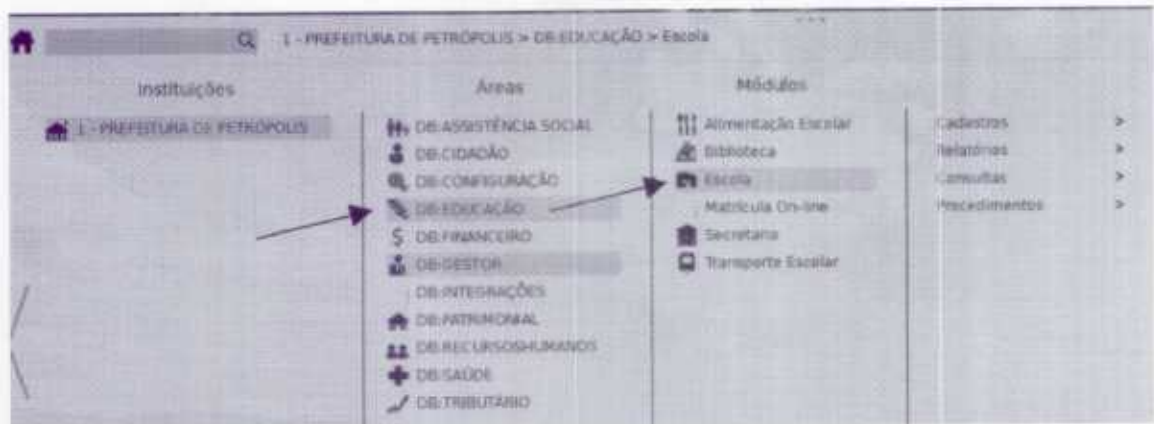 1 - PREFEITURA DE PETRÓPOLIS > DB:EDUCAÇÃO > Escola
Instituições
1 - PREFEITURA DE PETRÓPOLIS
Áreas
DB:ASSISTÊNCIA SOCIAL
DB:CIDADÃO
DB:CONFIGURAÇÃO
DB:EDUCAÇÃO
DB:FINANCEIRO
DB:GESTOR
DB:INTEGRAÇÕES
DB:PATRIMONIAL
DB:RECURSOSHUMANOS
DB:SAÚDE
DB:TRIBUTÁRIO
Módulos
Alimentação Escolar
Biblioteca
Escola
Matrícula On-line
Secretaria
Transporte Escolar
Cadastros >
Relatórios >
Consultas >
Procedimentos >